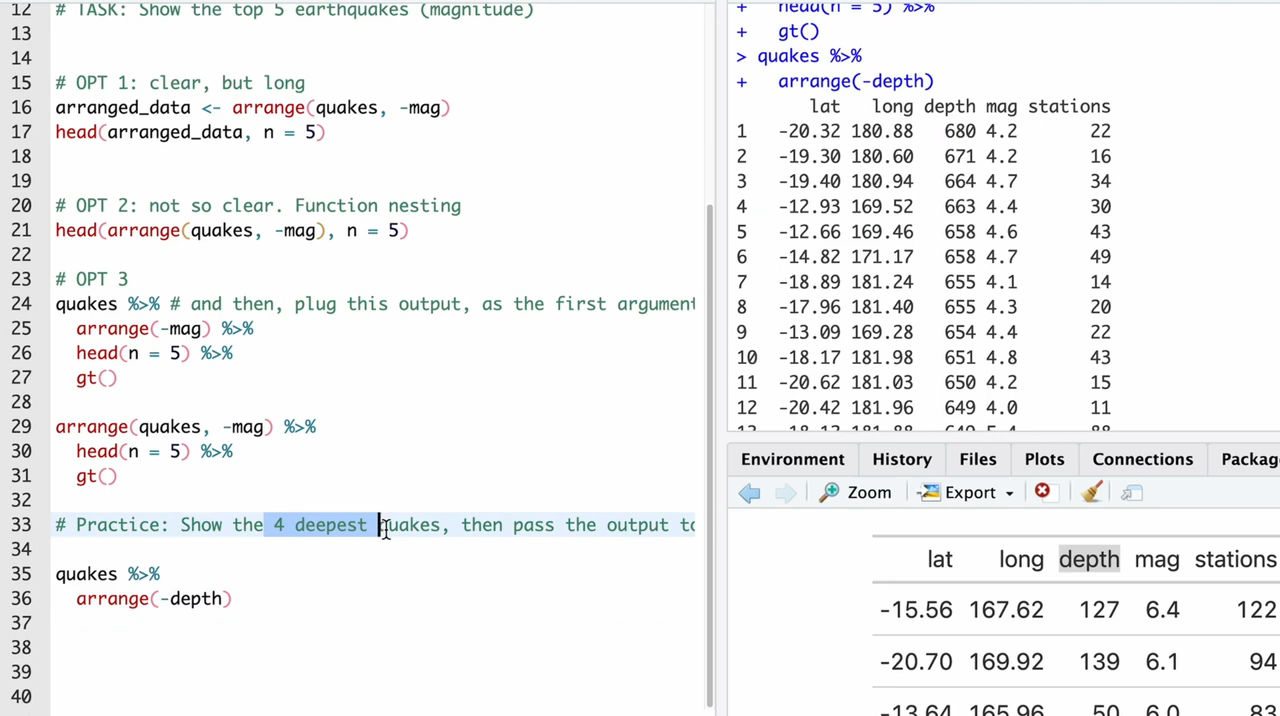 12 # TASK: Show the top 5 earthquakes (magnitude)
13
14
15 # OPT 1: clear, but long
16 arranged_data <- arrange(quakes, -mag)
17 head(arranged_data, n = 5)
18
19
20 # OPT 2: not so clear. Function nesting
21 head(arrange(quakes, -mag), n = 5)
22
23 # OPT 3
24 quakes %>% # and then, plug this output, as the first argument
25 arrange(-mag) %>%
26 head(n = 5) %>%
27 gt()
28
29 arrange(quakes, -mag) %>%
30 head(n = 5) %>%
31 gt()
32
33 # Practice: Show the 4 deepest quakes, then pass the output to
34
35 quakes %>%
36 arrange(-depth)
37
38
39
40
+ head(n = 5) %>%
+ gt()
> quakes %>%
+ arrange(-depth)
lat long depth mag stations
1 -20.32 180.88 680 4.2 22
2 -19.30 180.60 671 4.2 16
3 -19.40 180.94 664 4.7 34
4 -12.93 169.52 663 4.4 30
5 -12.66 169.46 658 4.6 43
6 -14.82 171.17 658 4.7 49
7 -18.89 181.24 655 4.1 14
8 -17.96 181.40 655 4.3 20
9 -13.09 169.28 654 4.4 22
10 -18.17 181.98 651 4.8 43
11 -20.62 181.03 650 4.2 15
12 -20.42 181.96 649 4.0 11
Environment History Files Plots Connections Packag
Zoom Export
lat long depth mag stations
-15.56 167.62 127 6.4 122
-20.70 169.92 139 6.1 94
-13.64 165.96 50 6.0 83